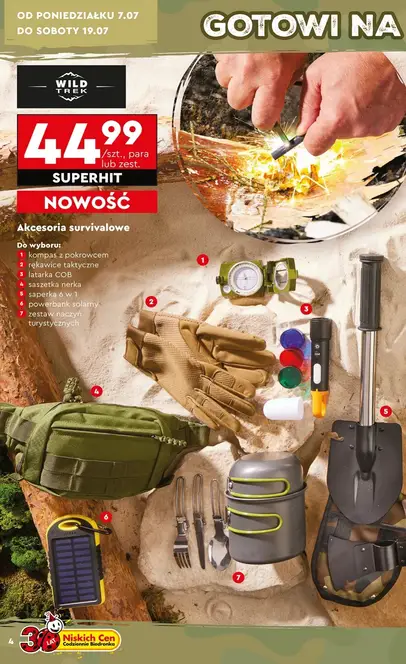 OD PONIEDZIAŁKU 7.07
DO SOBOTY 19.07
GOTOWI NA
WILD
TREK
44 99
/szt., para
lub zest.
SUPERHIT
NOWOŚĆ
Akcesoria survivalowe
Do wyboru:
1 kompas z pokrowcem
2 rękawice taktyczne
3 latarka COB
4 saszetka nerka
5 saperka 6 w 1
6 powerbank solarny
7 zestaw naczyń
turystycznych
1
2
3
4
5
6
7
4
30 LAT
Niskich Cen
Codziennie Biedronka